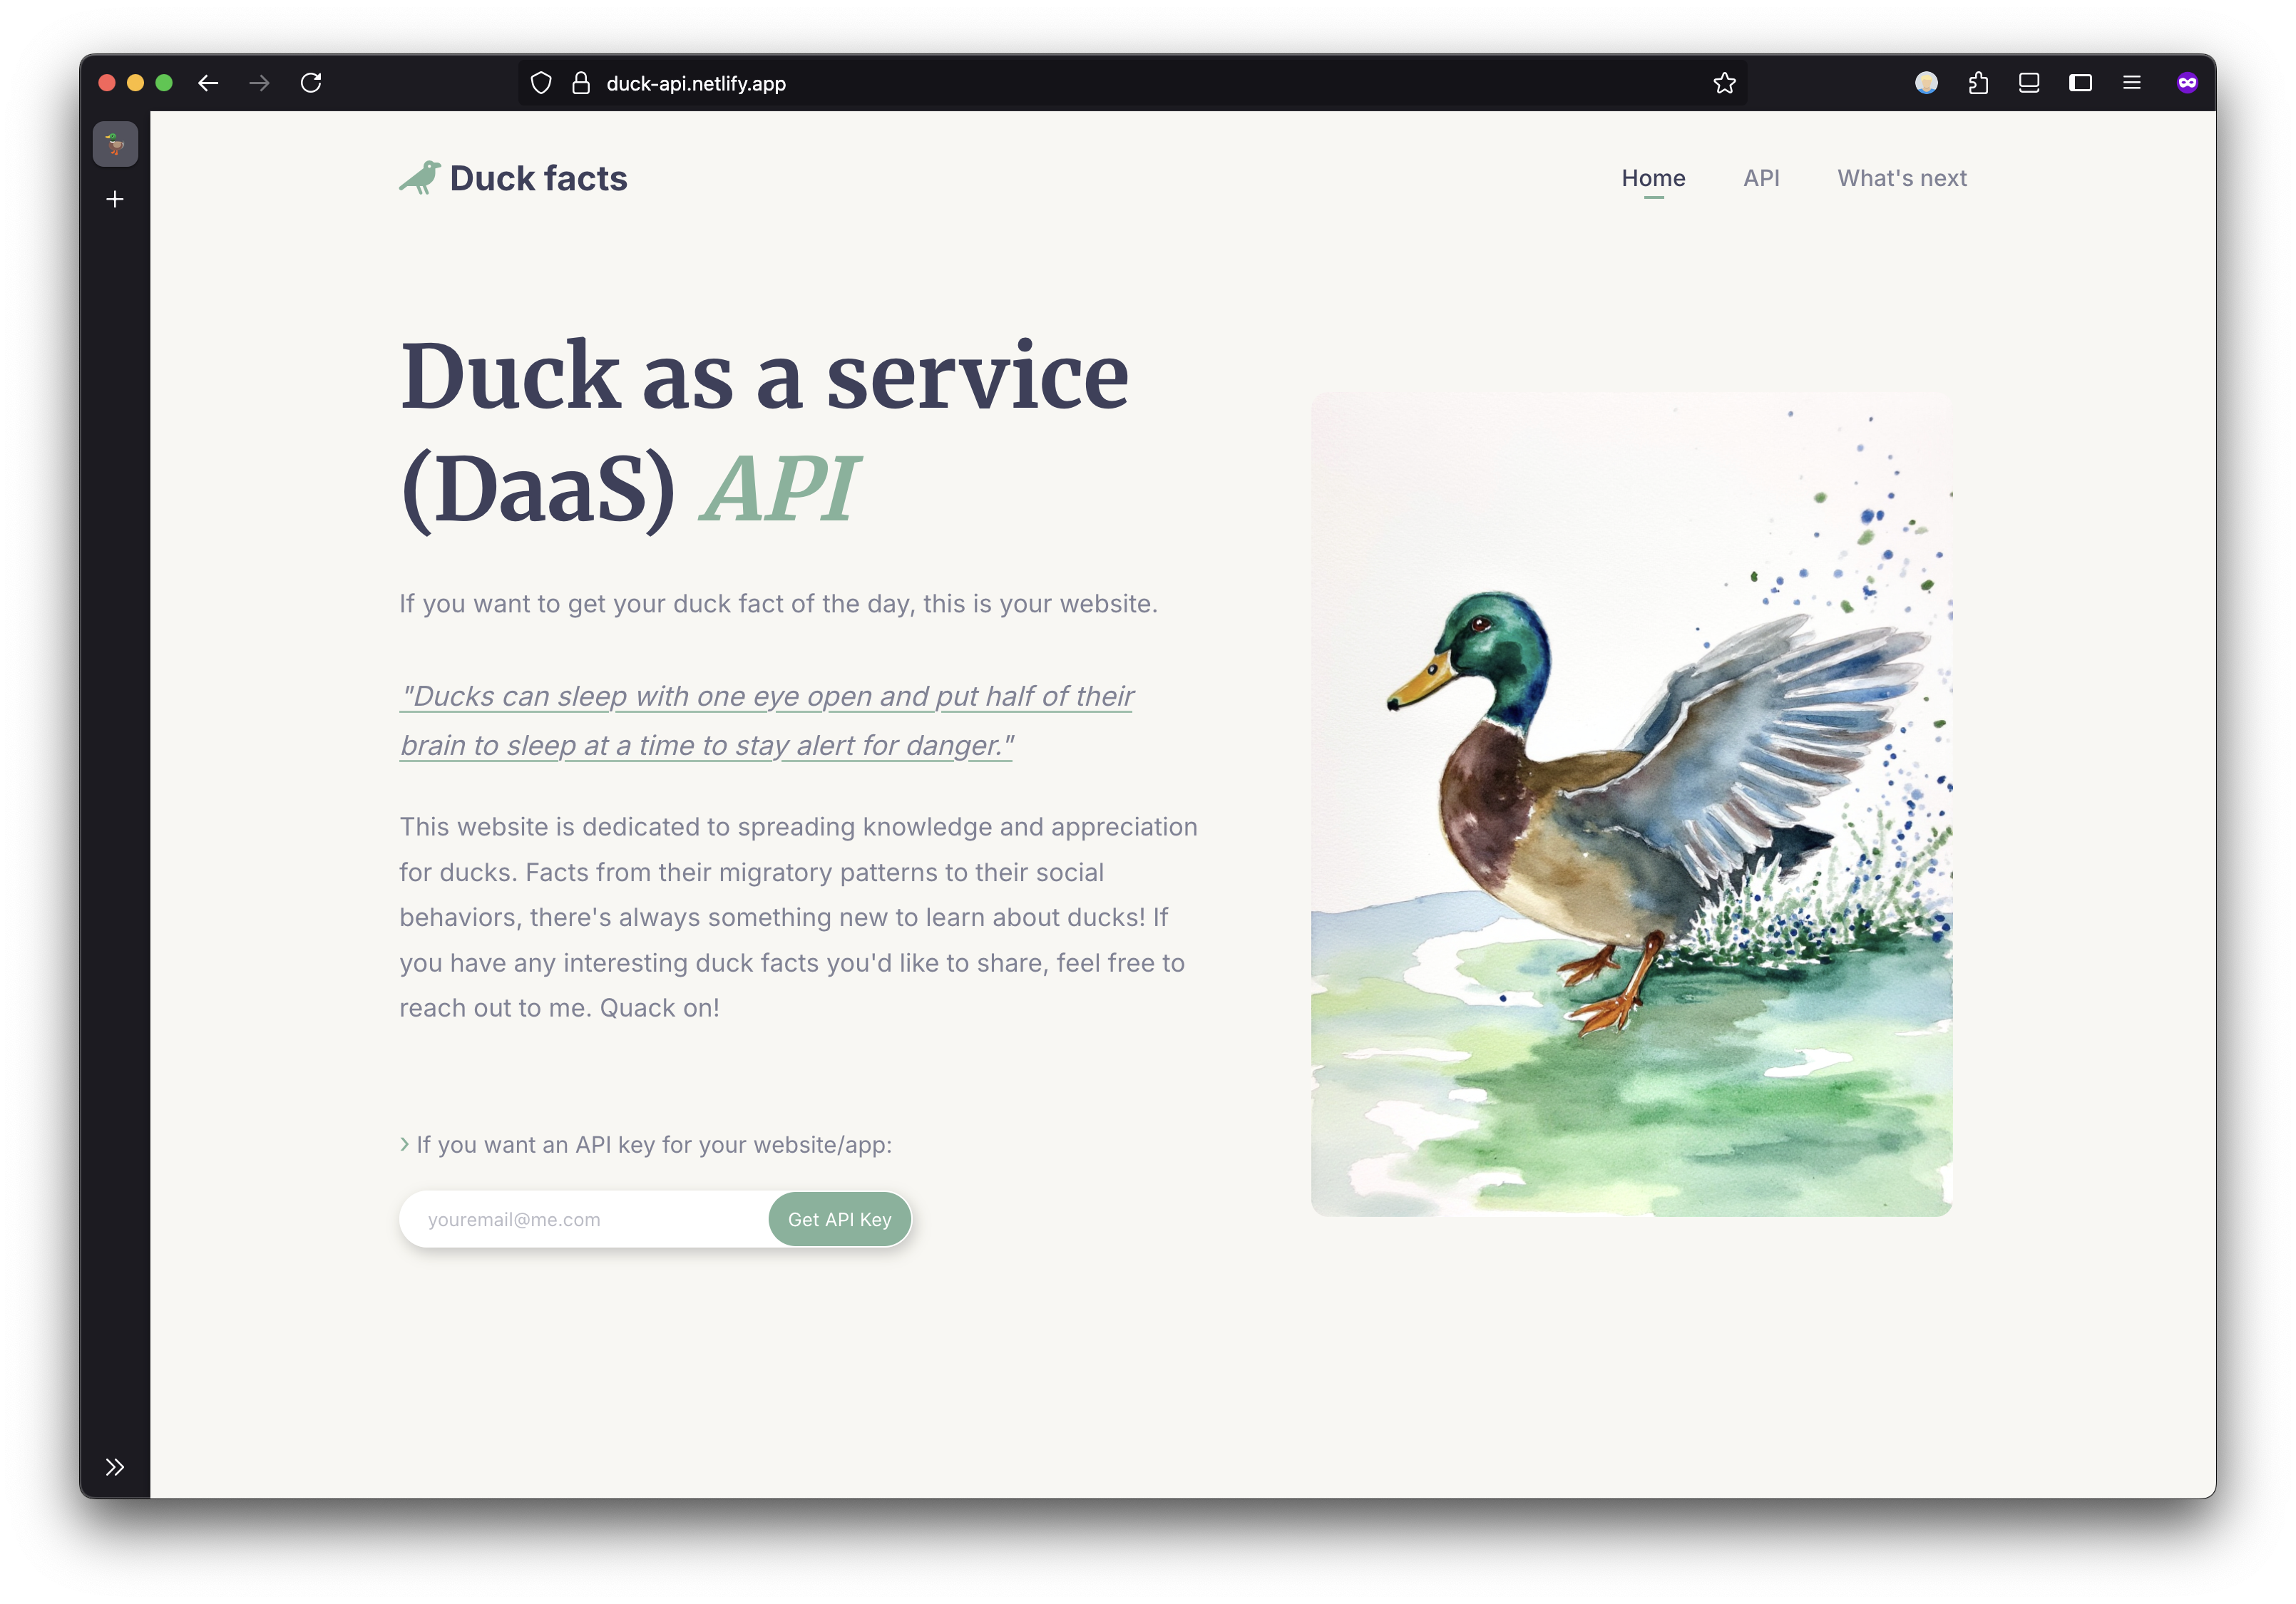 duck-api.netlify.app
Duck facts
Home
API
What's next
Duck as a service
(DaaS) API
If you want to get your duck fact of the day, this is your website.
"Ducks can sleep with one eye open and put half of their
brain to sleep at a time to stay alert for danger."
This website is dedicated to spreading knowledge and appreciation
for ducks. Facts from their migratory patterns to their social
behaviors, there's always something new to learn about ducks! If
you have any interesting duck facts you'd like to share, feel free to
reach out to me. Quack on!
If you want an API key for your website/app:
youremail@me.com
Get API Key